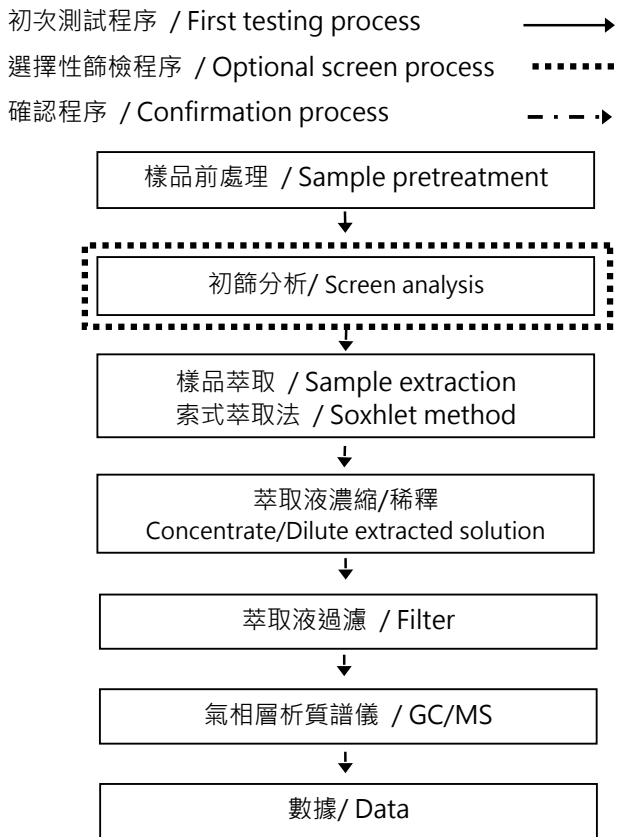 初次測試程序 / First testing process
選擇性篩檢程序 / Optional screen process
確認程序 / Confirmation process
樣品前處理 / Sample pretreatment
初篩分析/ Screen analysis
樣品萃取 / Sample extraction
索式萃取法 / Soxhlet method
萃取液濃縮/稀釋
Concentrate/Dilute extracted solution
萃取液過濾 / Filter
氣相層析質譜儀 / GC/MS
數據/ Data